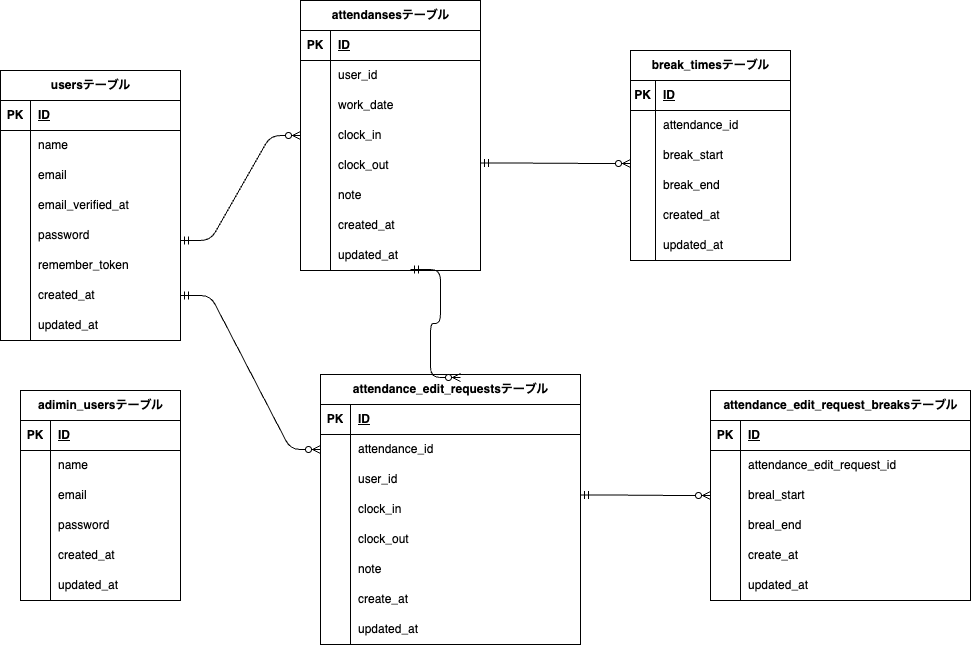 usersテーブル
PK ID
name
email
email_verified_at
password
remember_token
created_at
updated_at
attendansesテーブル
PK ID
user_id
work_date
clock_in
clock_out
note
created_at
updated_at
break_timesテーブル
PK ID
attendance_id
break_start
break_end
created_at
updated_at
adimin_usersテーブル
PK ID
name
email
password
created_at
updated_at
attendance_edit_requestsテーブル
PK ID
attendance_id
user_id
clock_in
clock_out
note
create_at
updated_at
attendance_edit_request_breaksテーブル
PK ID
attendance_edit_request_id
breal_start
breal_end
create_at
updated_at